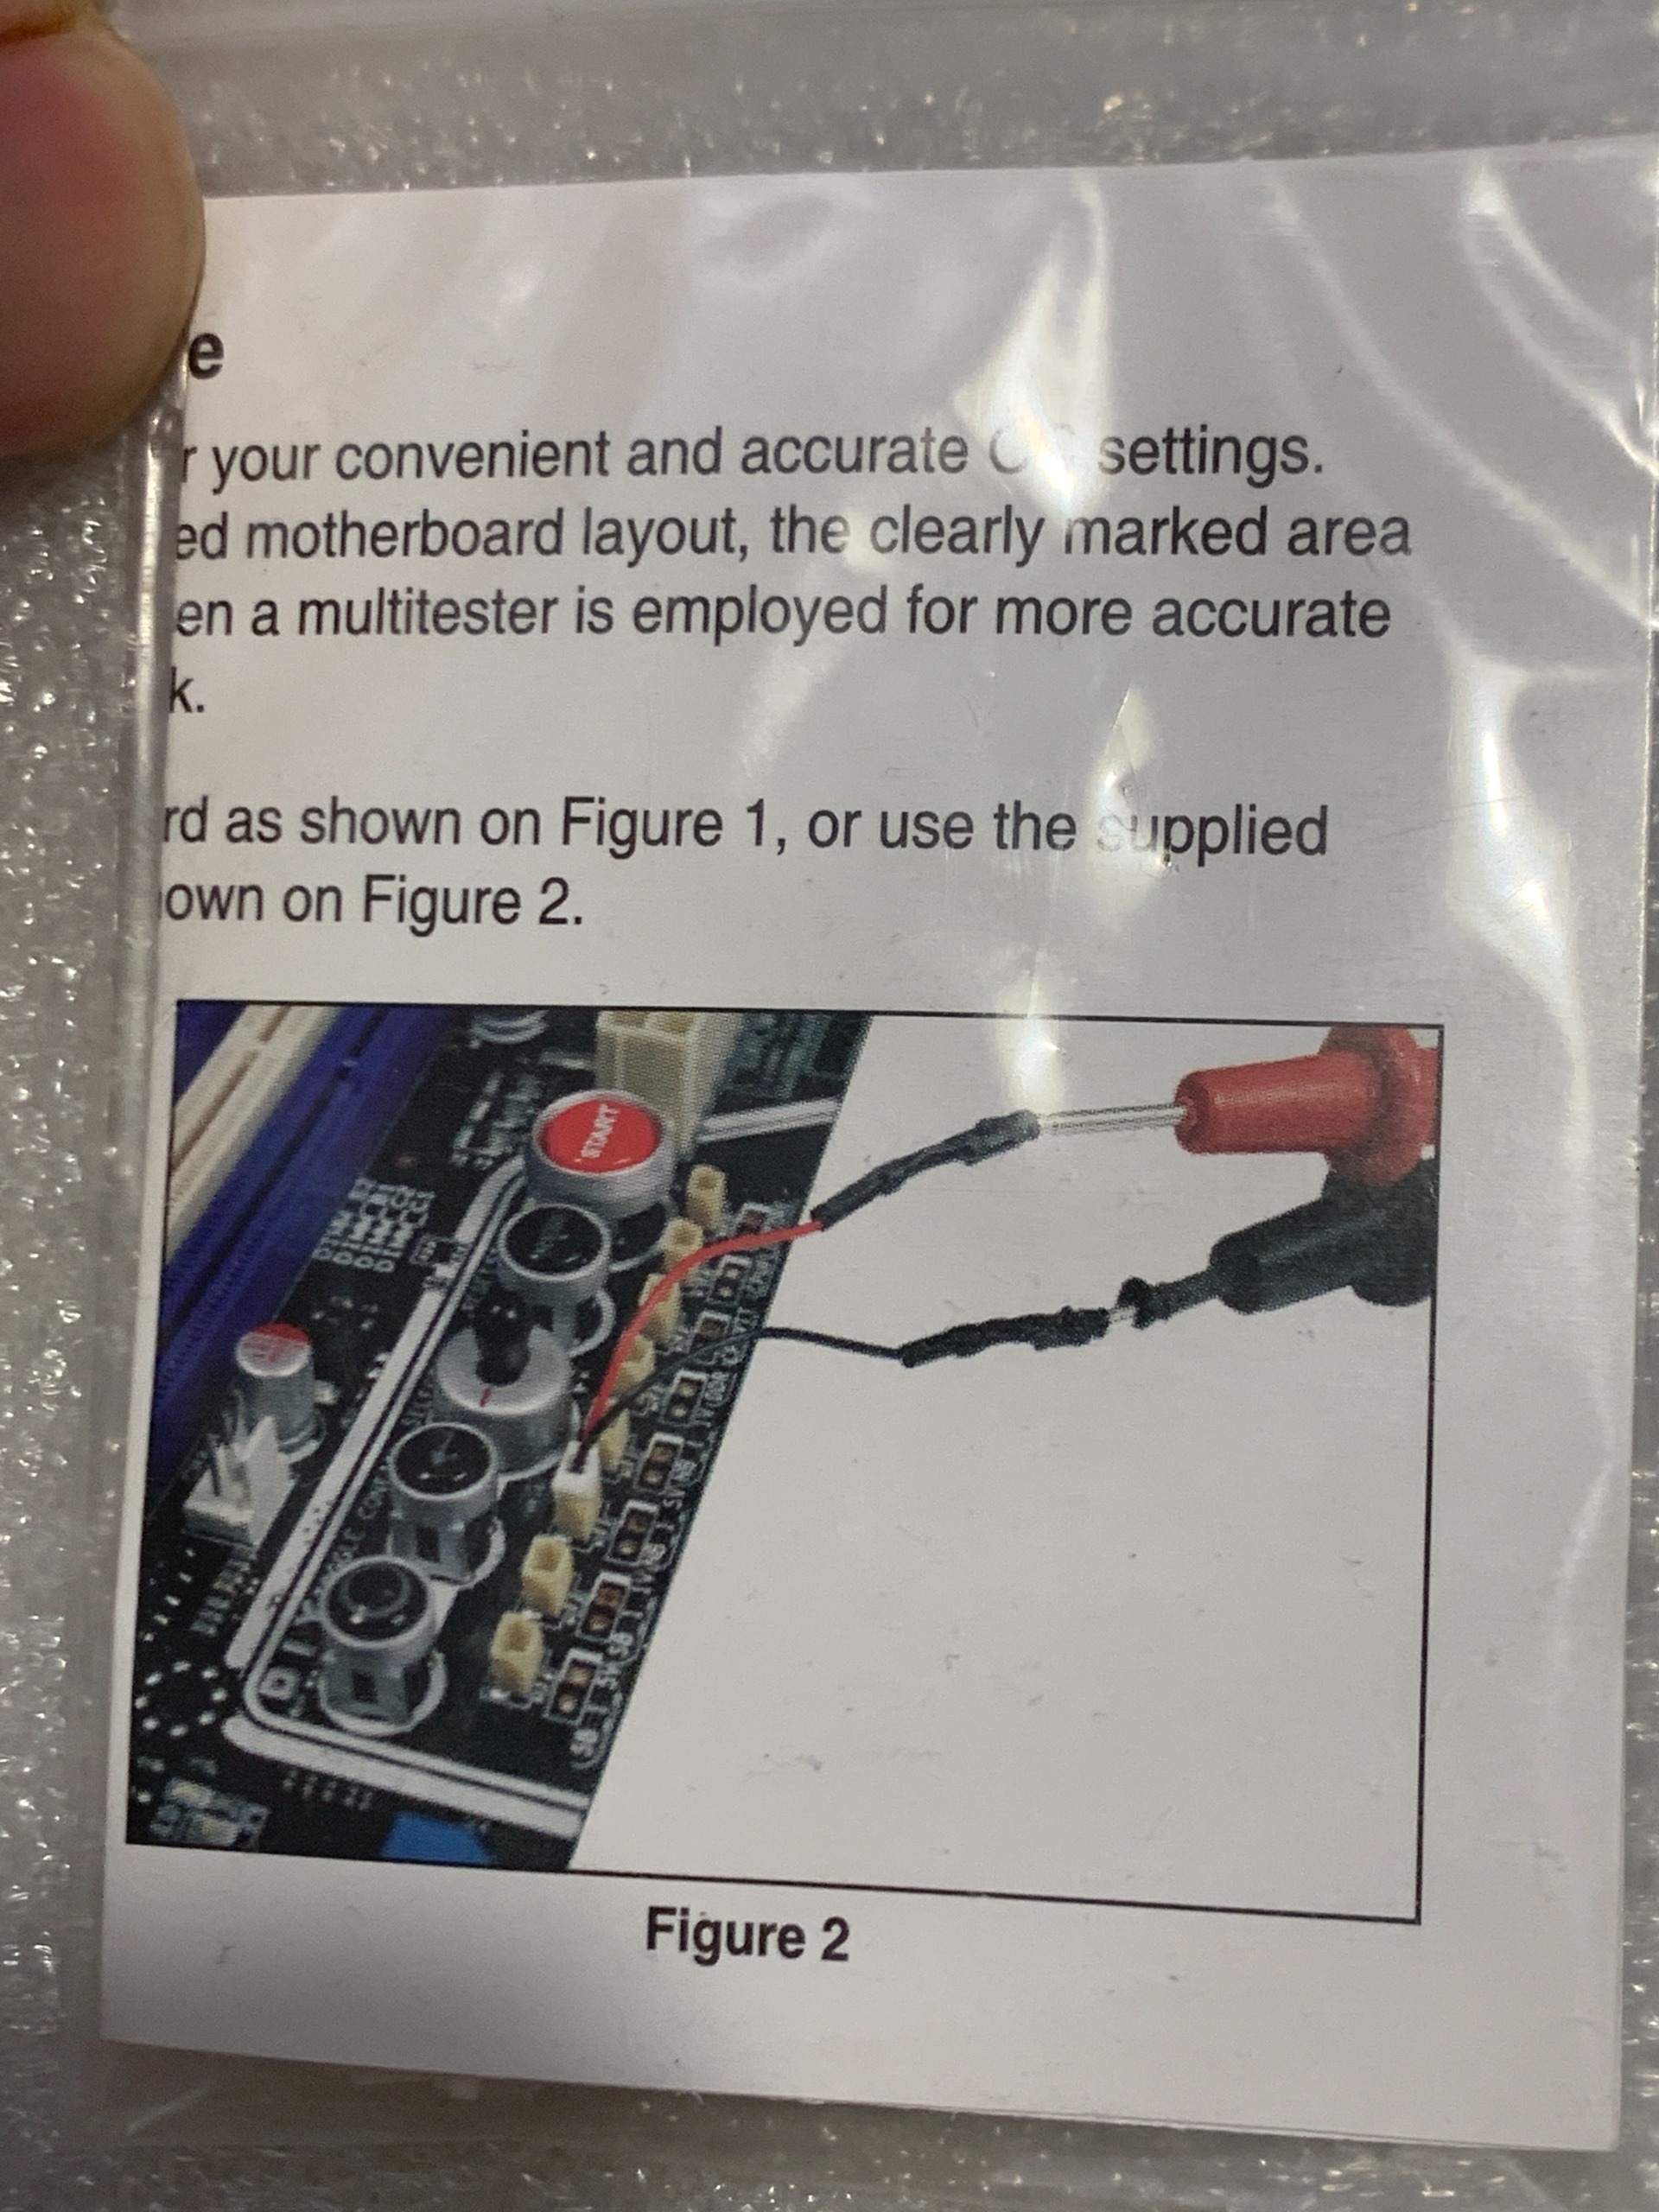 e
r your convenient and accurate settings.
ed motherboard layout, the clearly marked area
en a multitester is employed for more accurate
k.
rd as shown on Figure 1, or use the supplied
own on Figure 2.
START
Figure 2